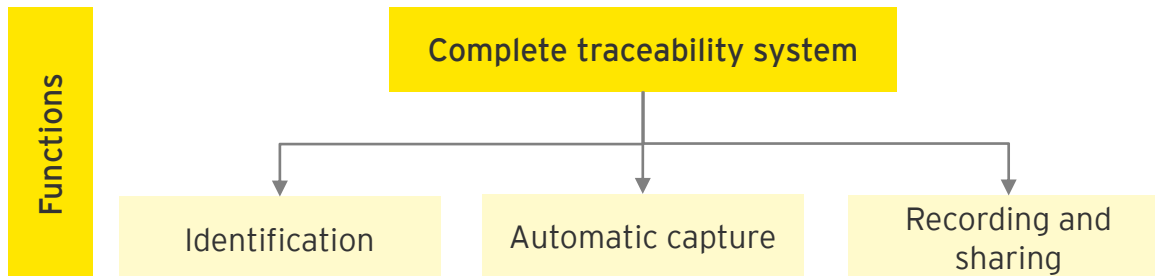 Functions
Complete traceability system
Identification
Automatic capture
Recording and
sharing